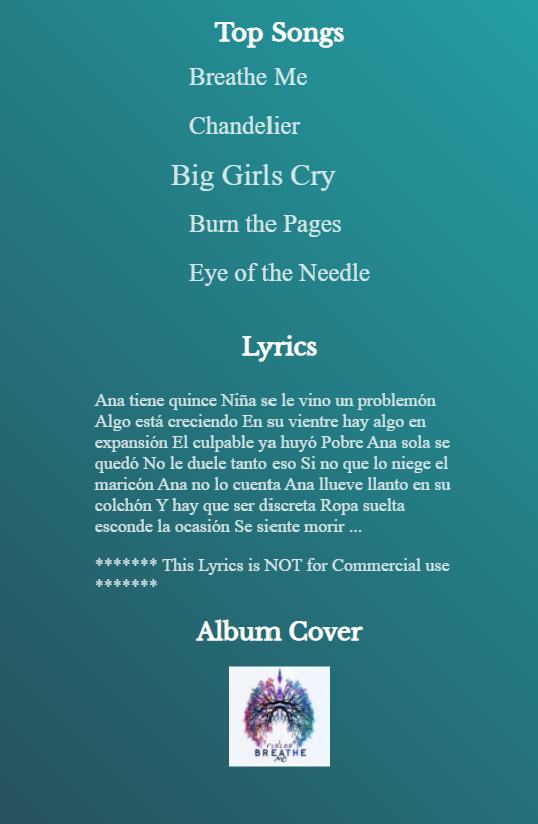 Top Songs
Breathe Me
Chandelier
Big Girls Cry
Burn the Pages
Eye of the Needle
Lyrics
Ana tiene quince Niña se le vino un problemón
Algo está creciendo En su vientre hay algo en
expansión El culpable ya huyó Pobre Ana sola se
quedó No le duele tanto eso Si no que lo niege el
maricón Ana no lo cuenta Ana llueve llanto en su
colchón Y hay que ser discreta Ropa suelta
esconde la ocasión Se siente morir ...
******* This Lyrics is NOT for Commercial use
*******
Album Cover
BREATHE
ME